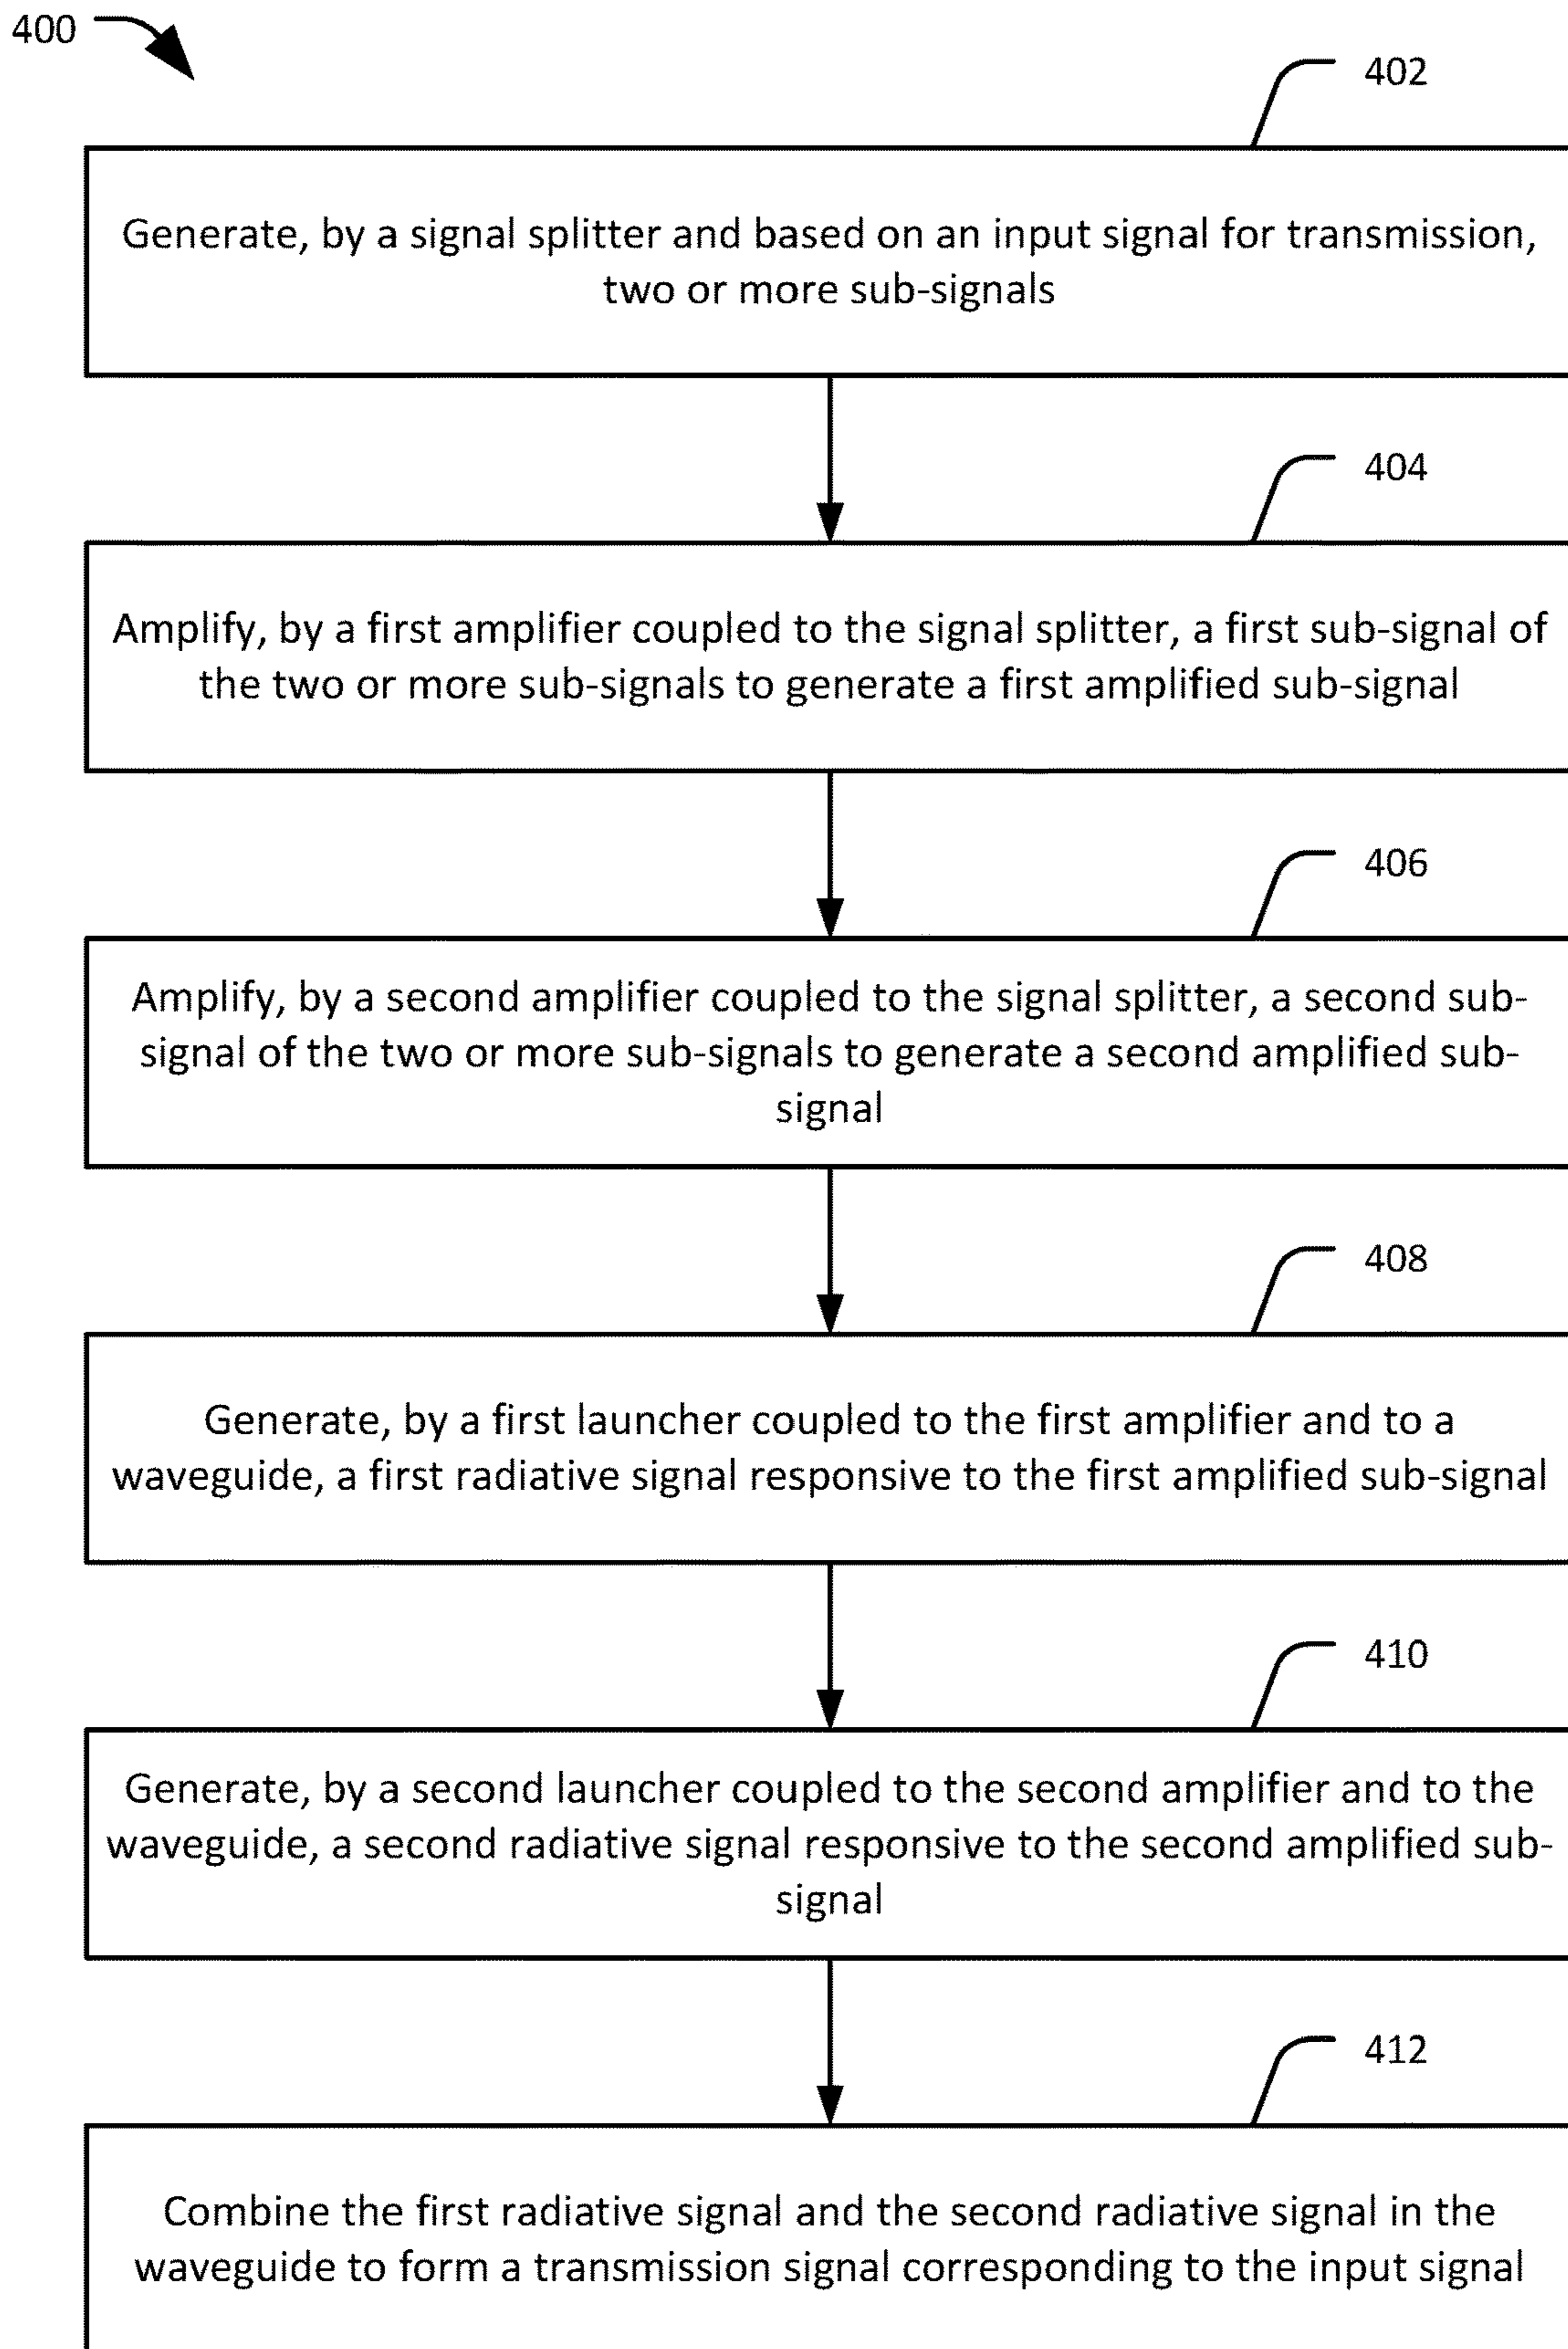 400
402
Generate, by a signal splitter and based on an input signal for transmission,
two or more sub-signals
404
Amplify, by a first amplifier coupled to the signal splitter, a first sub-signal of
the two or more sub-signals to generate a first amplified sub-signal
406
Amplify, by a second amplifier coupled to the signal splitter, a second sub-
signal of the two or more sub-signals to generate a second amplified sub-
signal
408
Generate, by a first launcher coupled to the first amplifier and to a
waveguide, a first radiative signal responsive to the first amplified sub-signal
410
Generate, by a second launcher coupled to the second amplifier and to the
waveguide, a second radiative signal responsive to the second amplified sub-
signal
412
Combine the first radiative signal and the second radiative signal in the
waveguide to form a transmission signal corresponding to the input signal